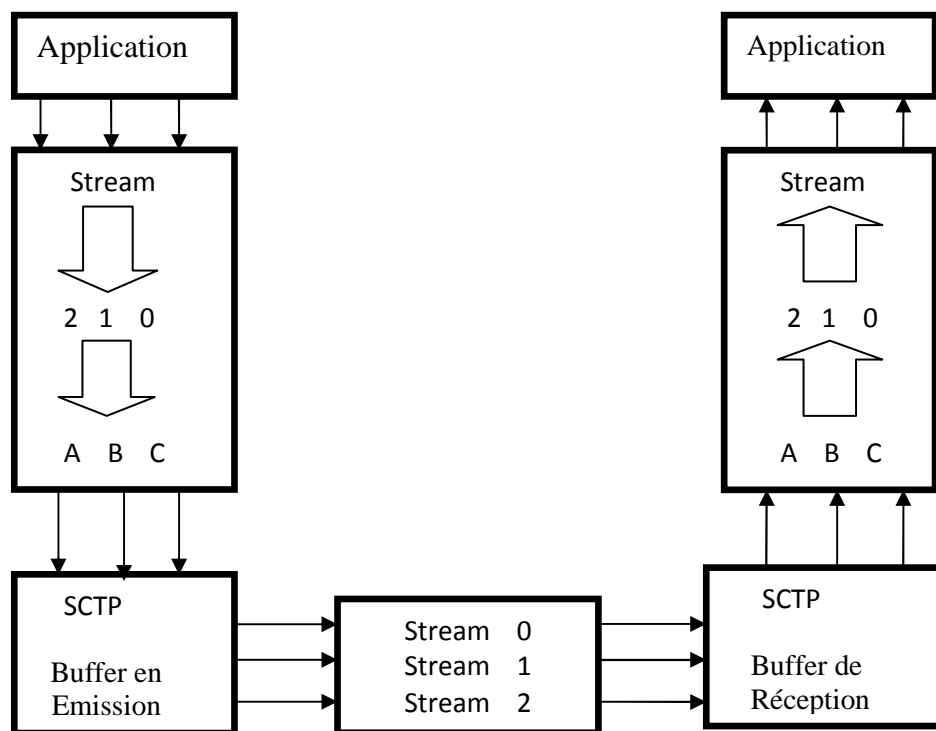 Application
Stream
2 1 0
A B C
SCTP
Buffer en
Emission
Stream 0
Stream 1
Stream 2
Application
Stream
2 1 0
A B C
SCTP
Buffer de
Réception